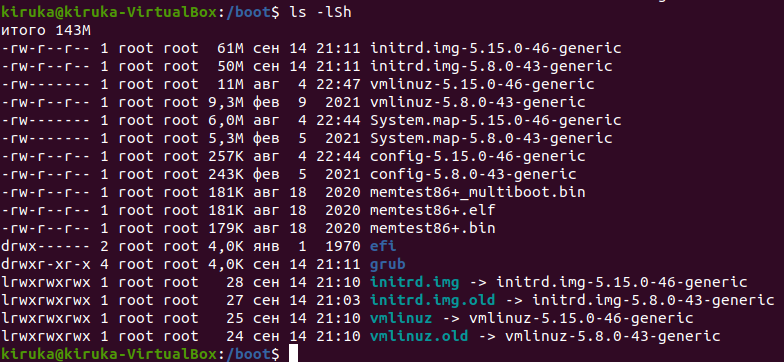 kiruka@kiruka-VirtualBox:/boot$ ls -lSh
итого 143M
-rw-r--r-- 1 root root  61M сен 14 21:11 initrd.img-5.15.0-46-generic
-rw-r--r-- 1 root root  50M сен 14 21:11 initrd.img-5.8.0-43-generic
-rw------- 1 root root  11M авг  4 22:47 vmlinuz-5.15.0-46-generic
-rw-r--r-- 1 root root 9,3M фев  9  2021 vmlinuz-5.8.0-43-generic
-rw------- 1 root root 6,0M авг  4 22:44 System.map-5.15.0-46-generic
-rw------- 1 root root 5,3M фев  5  2021 System.map-5.8.0-43-generic
-rw-r--r-- 1 root root 257K авг  4 22:44 config-5.15.0-46-generic
-rw-r--r-- 1 root root 243K фев  5  2021 config-5.8.0-43-generic
-rw-r--r-- 1 root root 181K авг 18  2020 memtest86+_multiboot.bin
-rw-r--r-- 1 root root 181K авг 18  2020 memtest86+.elf
-rw-r--r-- 1 root root 179K авг 18  2020 memtest86+.bin
drwx------ 2 root root 4,0K янв  1  1970 efi
drwxr-xr-x 4 root root 4,0K сен 14 21:11 grub
lrwxrwxrwx 1 root root   28 сен 14 21:10 initrd.img -> initrd.img-5.15.0-46-generic
lrwxrwxrwx 1 root root   27 сен 14 21:03 initrd.img.old -> initrd.img-5.8.0-43-generic
lrwxrwxrwx 1 root root   25 сен 14 21:10 vmlinuz -> vmlinuz-5.15.0-46-generic
lrwxrwxrwx 1 root root   24 сен 14 21:10 vmlinuz.old -> vmlinuz-5.8.0-43-generic
kiruka@kiruka-VirtualBox:/boot$